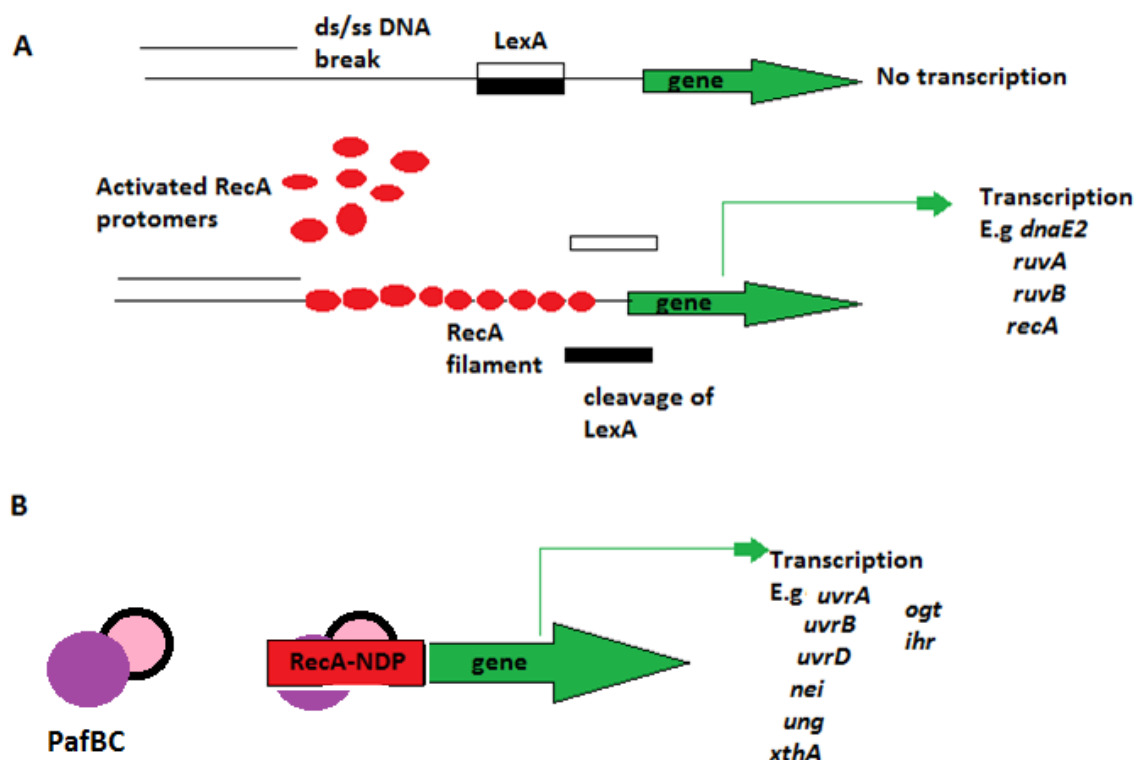 A
ds/ss DNA
break
LexA
gene
No transcription
Activated RecA
protomers
Transcription
E.g dnaE2
ruvA
ruvB
recA
gene
RecA
filament
cleavage of
LexA
B
Transcription
E.g uvrA
uvrB
uvrD
nei
ung
xthA
ogt
ihr
RecA-NDP
gene
PafBC